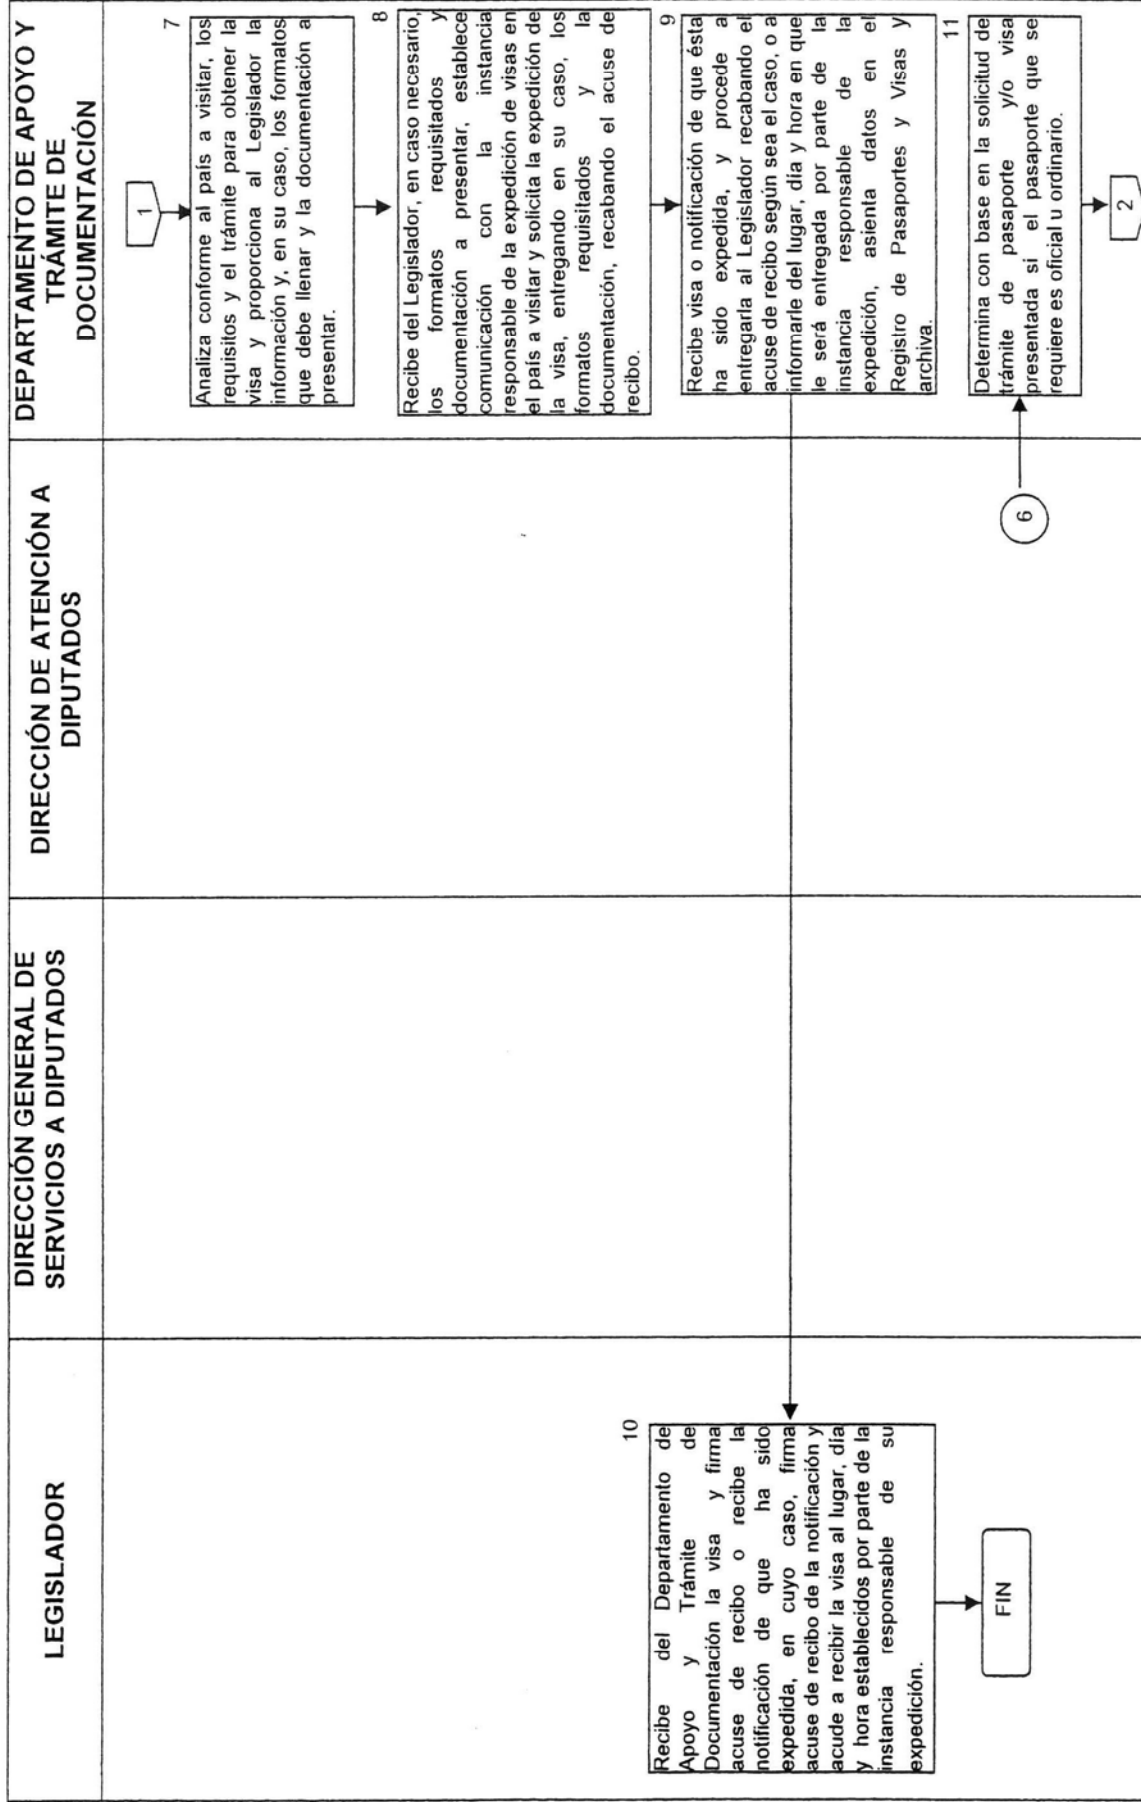 LEGISLADOR
DIRECCIÓN GENERAL DE
SERVICIOS A DIPUTADOS
DIRECCIÓN DE ATENCIÓN A
DIPUTADOS
DEPARTAMENTO DE APOYO Y
TRÁMITE DE
DOCUMENTACIÓN
1
7
Analiza conforme al país a visitar, los
requisitos y el trámite para obtener la
visa y proporciona al Legislador la
información y, en su caso, los formatos
que debe llenar y la documentación a
presentar.
8
Recibe del Legislador, en caso necesario,
los formatos requisitados y
documentación a presentar, establece
comunicación con la instancia
responsable de la expedición de visas en
el país a visitar y solicita la expedición de
la visa, entregando en su caso, los
formatos requisitados y la
documentación, recabando el acuse de
recibo.
9
Recibe visa o notificación de que ésta
ha sido expedida, y procede a
entregarla al Legislador recabando el
acuse de recibo según sea el caso, o a
informarle del lugar, día y hora en que
le será entregada por parte de la
instancia responsable de la
expedición, asienta datos en el
Registro de Pasaportes y Visas y
archiva.
10
Recibe del Departamento de
Apoyo y Trámite de
Documentación la visa y firma
acuse de recibo o recibe la
notificación de que ha sido
expedida, en cuyo caso, firma
acuse de recibo de la notificación y
acude a recibir la visa al lugar, día
y hora establecidos por parte de la
instancia responsable de su
expedición.
FIN
6
11
Determina con base en la solicitud de
trámite de pasaporte y/o visa
presentada si el pasaporte que se
requiere es oficial u ordinario.
2